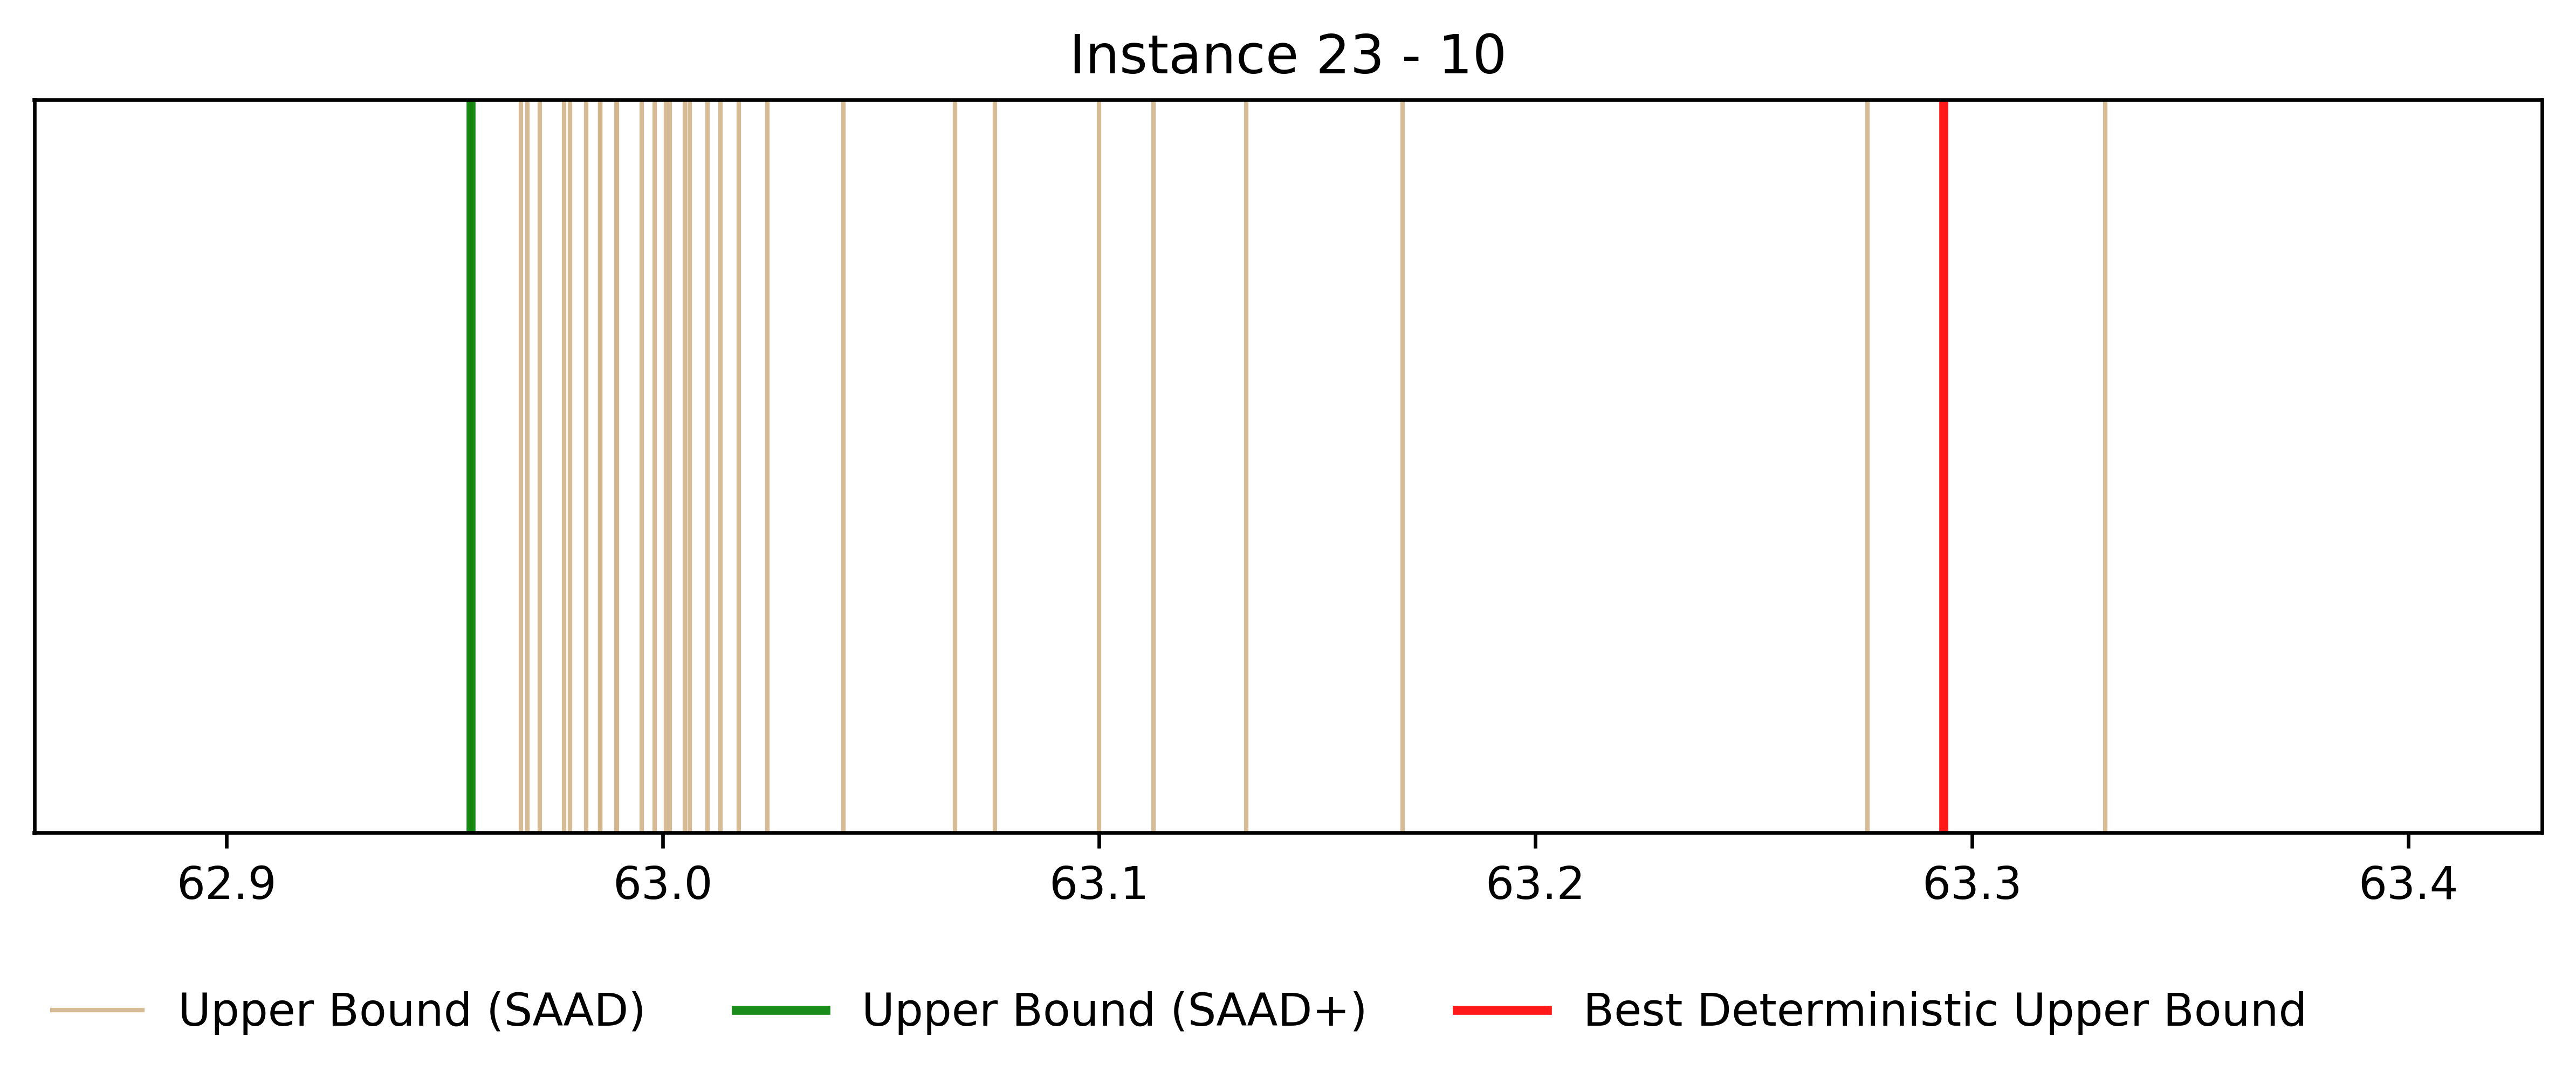 Instance 23 - 10
62.9 63.0 63.1 63.2 63.3 63.4
Upper Bound (SAAD) Upper Bound (SAAD+) Best Deterministic Upper Bound